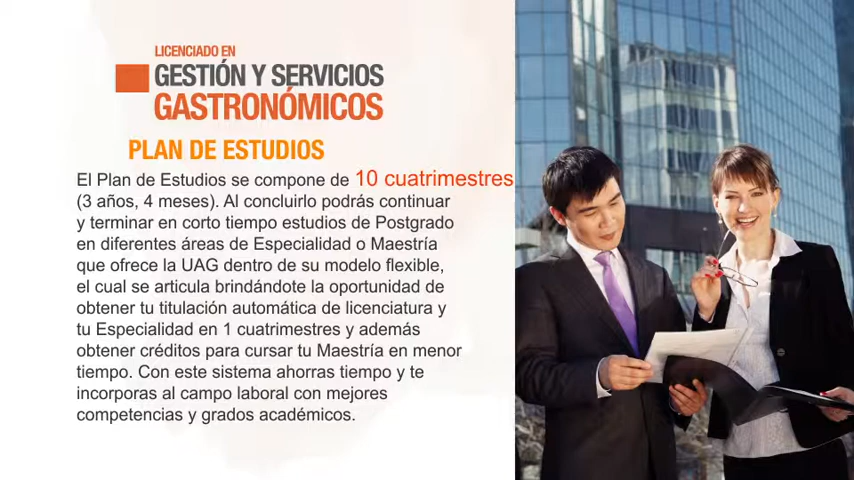 LICENCIADO EN
GESTIÓN Y SERVICIOS
GASTRONÓMICOS
PLAN DE ESTUDIOS
El Plan de Estudios se compone de 10 cuatrimestres
(3 años, 4 meses). Al concluirlo podrás continuar
y terminar en corto tiempo estudios de Postgrado
en diferentes áreas de Especialidad o Maestría
que ofrece la UAG dentro de su modelo flexible,
el cual se articula brindándote la oportunidad de
obtener tu titulación automática de licenciatura y
tu Especialidad en 1 cuatrimestres y además
obtener créditos para cursar tu Maestría en menor
tiempo. Con este sistema ahorras tiempo y te
incorporas al campo laboral con mejores
competencias y grados académicos.